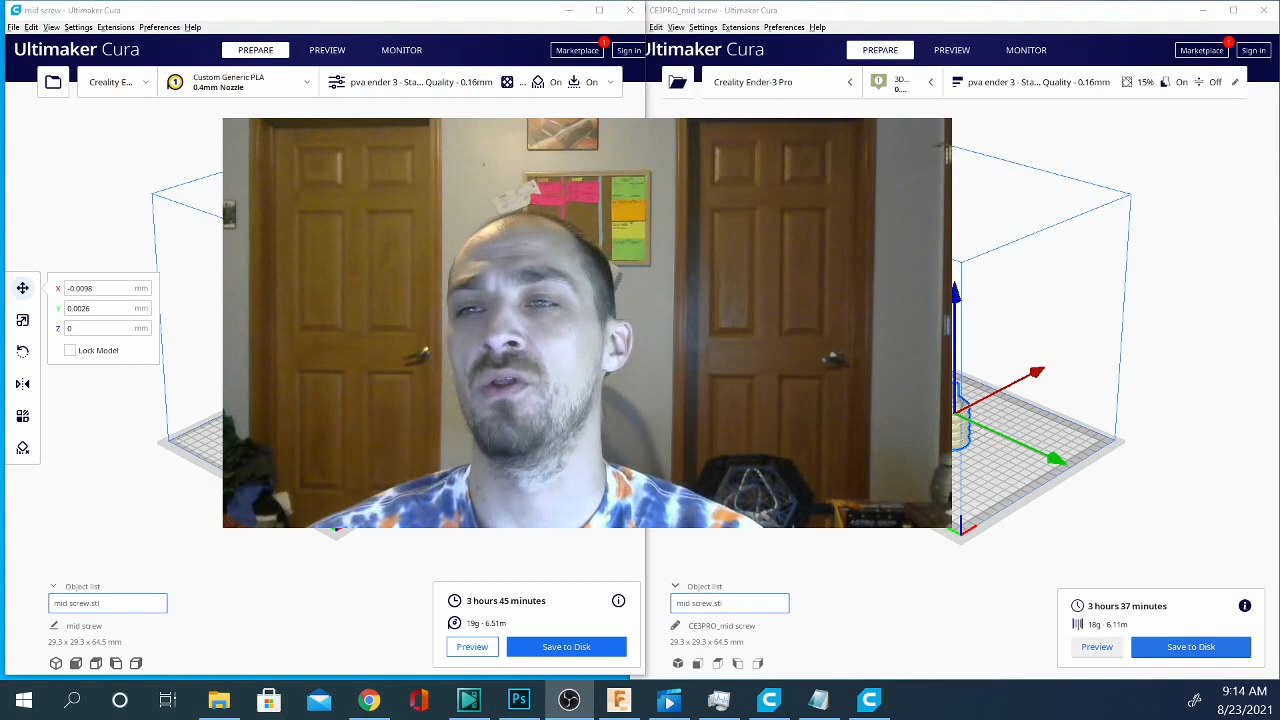 mid screw - Ultimaker Cura
File Edit View Settings Extensions Preferences Help
Ultimaker Cura
PREPARE PREVIEW MONITOR
Marketplace 1 Sign in
Creality E...
Custom Generic PLA
0.4mm Nozzle
pva ender 3 - Sta... Quality - 0.16mm ... On On
X -0.0098 mm
Y 0.0026 mm
Z 0 mm
Lock Model
Object list
mid screw.stl
mid screw
29.3 x 29.3 x 64.5 mm
3 hours 45 minutes
19g · 6.51m
Preview Save to Disk
CE3PRO_mid screw - Ultimaker Cura
Edit View Settings Extensions Preferences Help
Ultimaker Cura
PREPARE PREVIEW MONITOR
Marketplace 1 Sign in
Creality Ender-3 Pro
3D...
0....
pva ender 3 - Sta... Quality - 0.16mm 15% On Off
Object list
mid screw.stl
CE3PRO_mid screw
29.3 x 29.3 x 64.5 mm
3 hours 37 minutes
18g · 6.11m
Preview Save to Disk
Ps
9:14 AM
8/23/2021